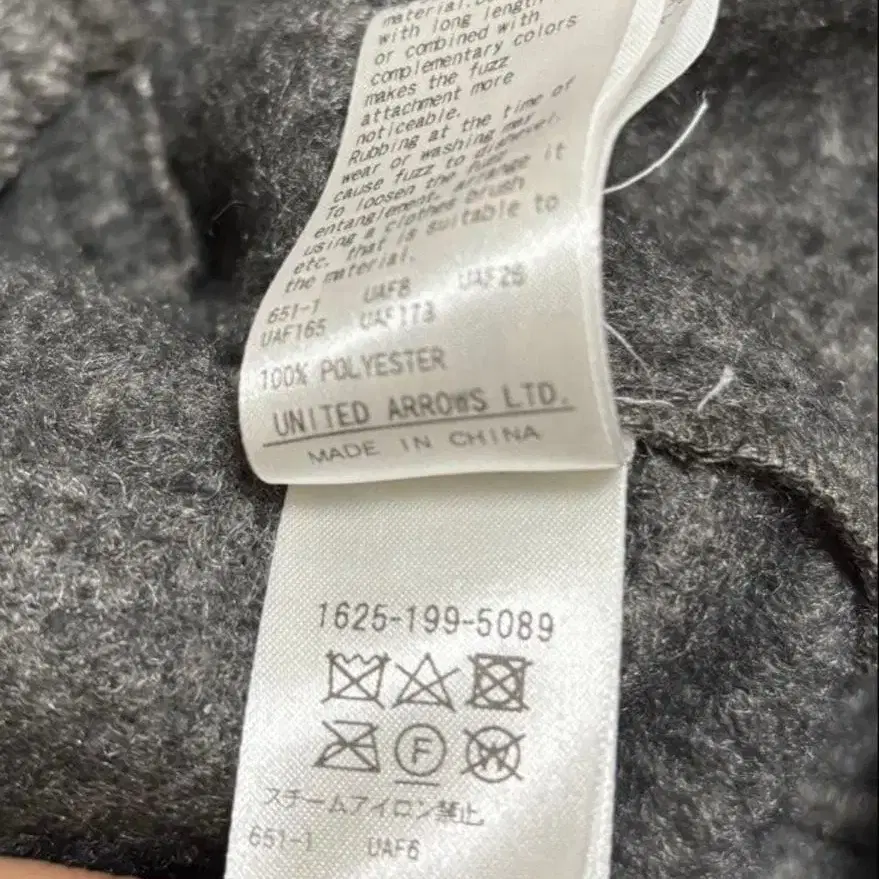 material.
with long length
or combined with
complementary colors
makes the fuzz
attachment more
noticeable.
Rubbing at the time of
wear or washing may
cause fuzz to dishevel.
To loosen the fuzz
entanglement, arrange it
using a clothes brush
etc. that is suitable to
the material.
651-1 UAF8 UAF26
UAF165 UAF173
100% POLYESTER
UNITED ARROWS LTD.
MADE IN CHINA
1625-199-5089
F W
スチームアイロン禁止
651-1 UAF6